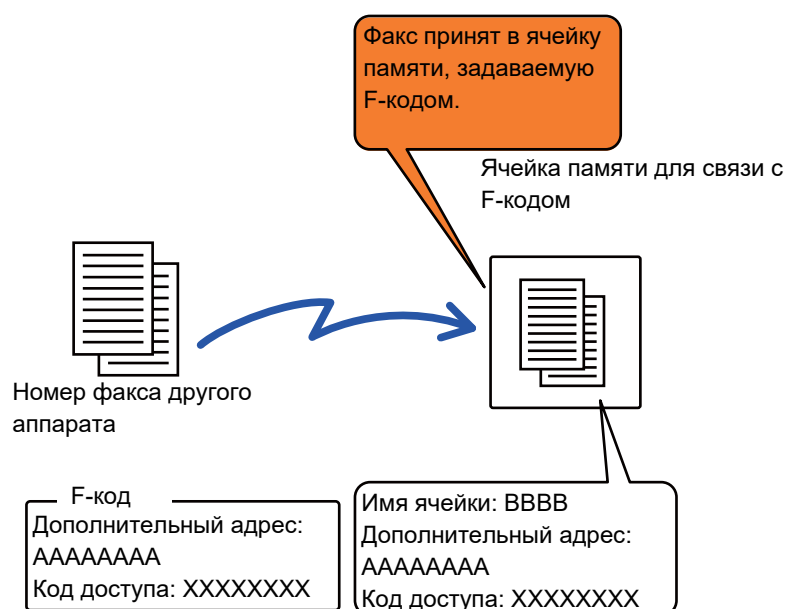 Факс принят в ячейку
памяти, задаваемую
F-кодом.
Ячейка памяти для связи с
F-кодом
Номер факса другого
аппарата
F-код
Дополнительный адрес:
AAAAAAAA
Код доступа: XXXXXXXX
Имя ячейки: BBBB
Дополнительный адрес:
AAAAAAAA
Код доступа: XXXXXXXX